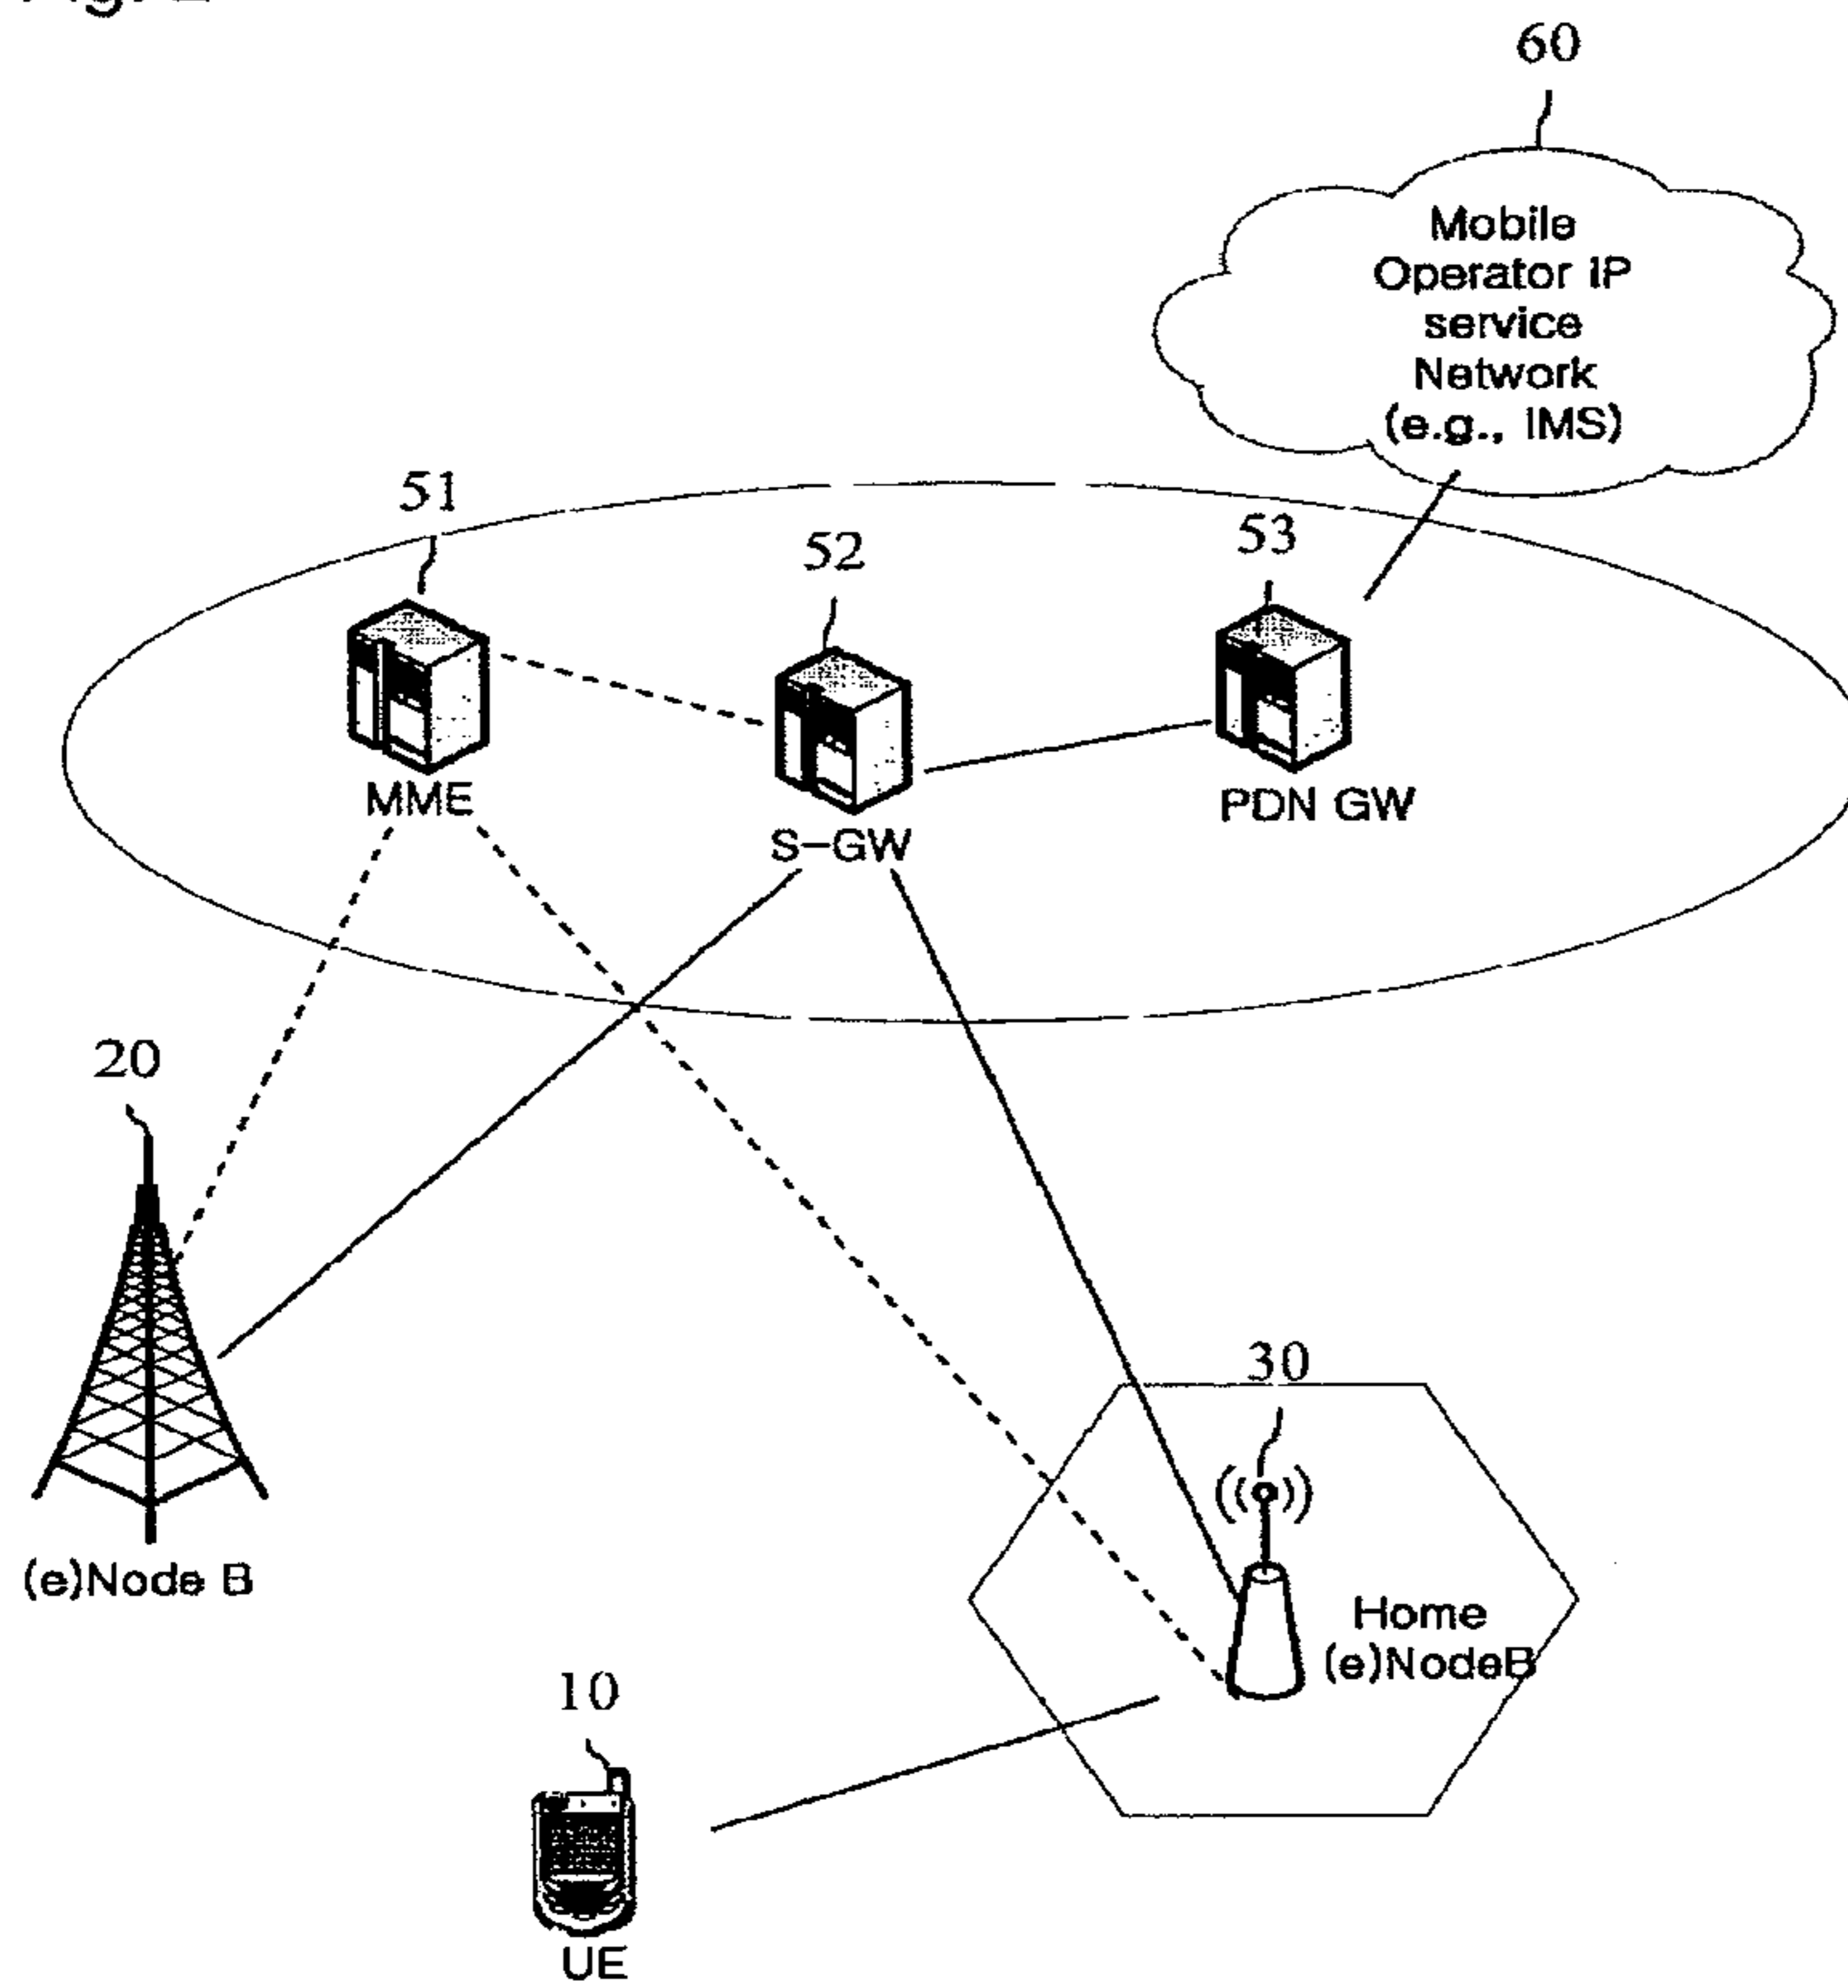 60
Mobile
Operator IP
service
Network
(e.g., IMS)
51
52
53
MME
S-GW
PDN GW
20
30
(e)Node B
Home
(e)NodeB
10
UE